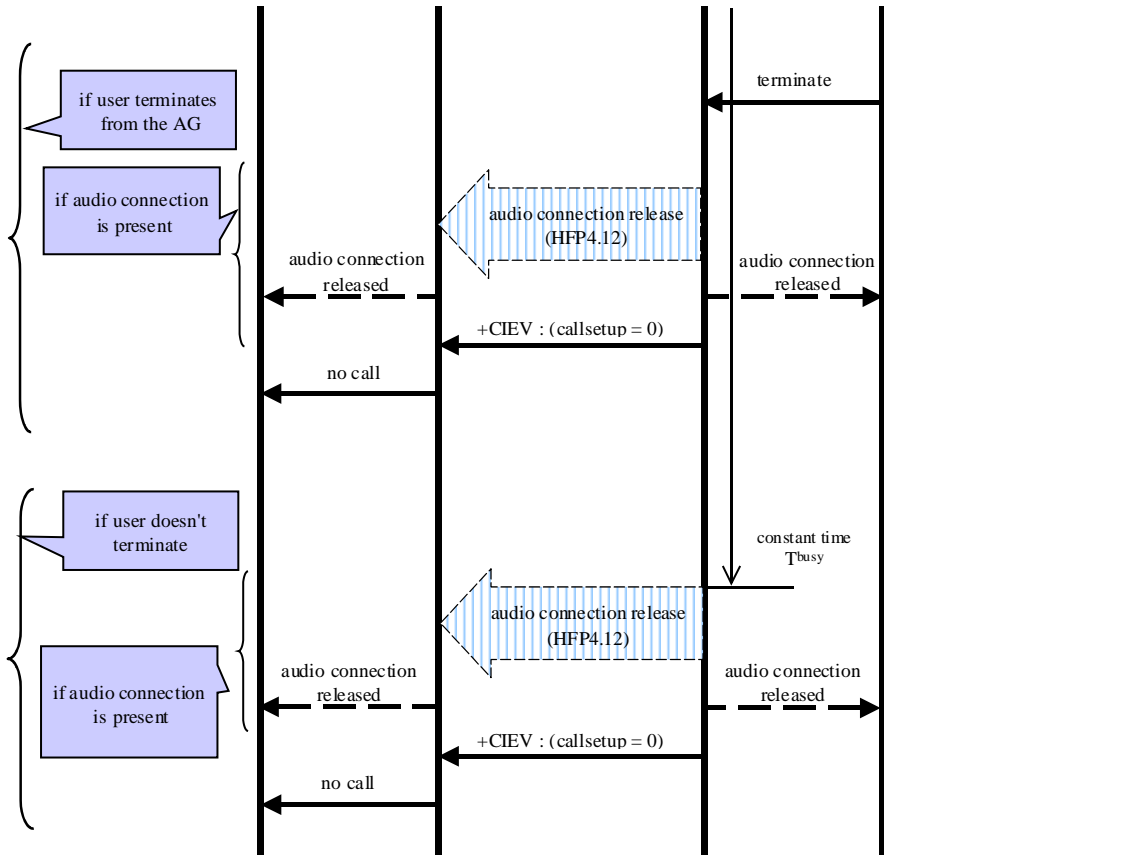 terminate
if user terminates
from the AG
if audio connection
is present
audio connection release
(HFP4.12)
audio connection
released
audio connection
released
+CIEV : (callsetup = 0)
no call
if user doesn't
terminate
constant time
Tbusy
audio connection release
(HFP4.12)
if audio connection
is present
audio connection
released
audio connection
released
+CIEV : (callsetup = 0)
no call